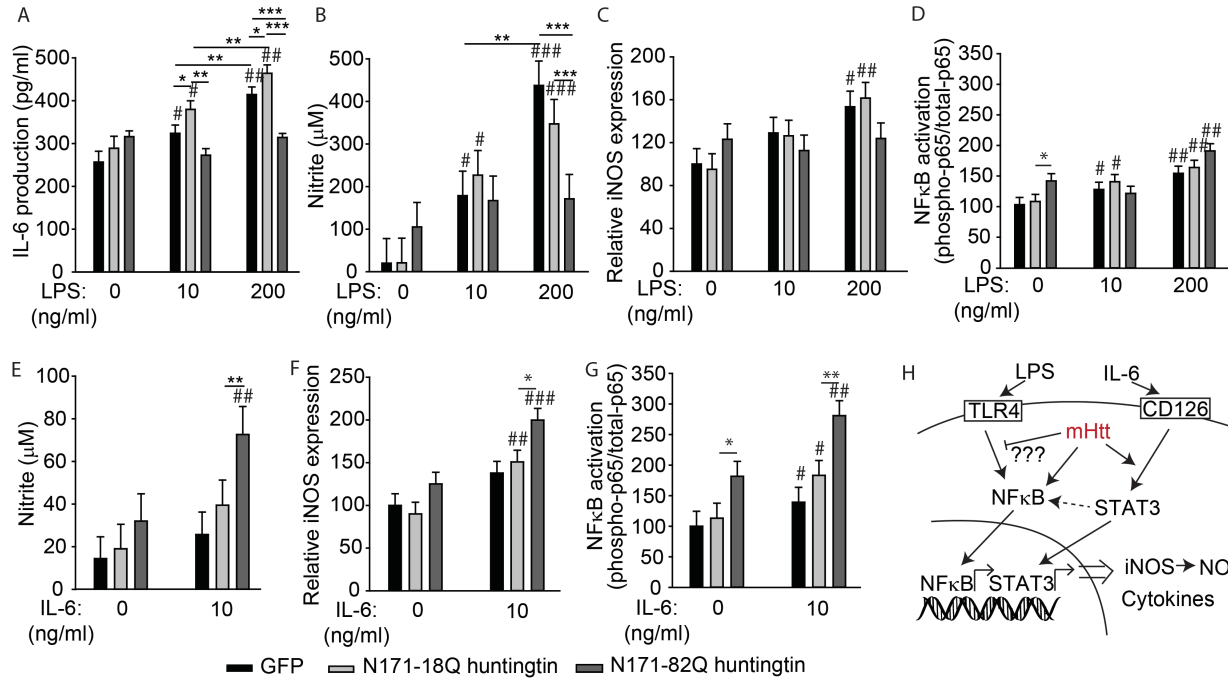 A
IL-6 production (pg/ml)
500
400
300
200
100
0
# * # ** ## ** ** ## * *** ***
LPS: 0 10 200
(ng/ml)
B
Nitrite (μM)
500
400
300
200
100
0
# # ** ### ### *** ***
LPS: 0 10 200
(ng/ml)
C
Relative iNOS expression
200
160
120
80
40
0
# ##
LPS: 0 10 200
(ng/ml)
D
NFκB activation
(phospho-p65/total-p65)
350
300
250
200
150
100
50
0
* # # ## ## ##
LPS: 0 10 200
(ng/ml)
E
Nitrite (μM)
100
80
60
40
20
0
** ##
IL-6: 0 10
(ng/ml)
F
Relative iNOS expression
250
200
150
100
50
0
## * ###
IL-6: 0 10
(ng/ml)
G
NFκB activation
(phospho-p65/total-p65)
350
300
250
200
150
100
50
0
* # # ** ##
IL-6: 0 10
(ng/ml)
H
LPS IL-6
TLR4 CD126
mHtt
???
NFκB STAT3
NFκB STAT3 iNOS NO
Cytokines
GFP N171-18Q huntingtin N171-82Q huntingtin